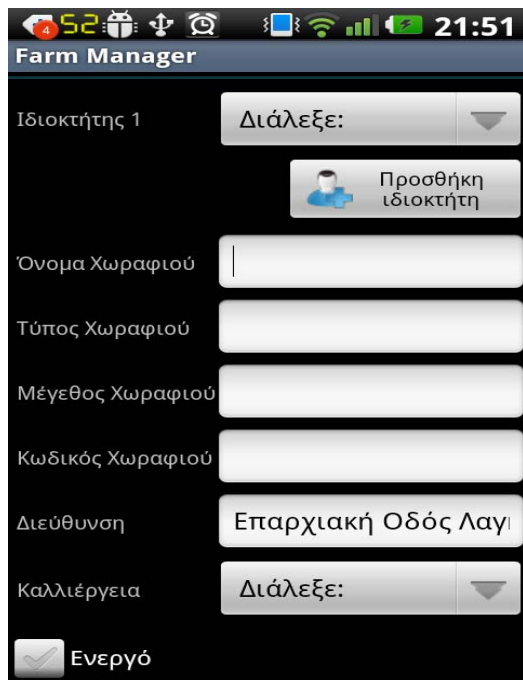 4 52 21:51
Farm Manager
Ιδιοκτήτης 1 Διάλεξε:
Προσθήκη
ιδιοκτήτη
Όνομα Χωραφιού
Τύπος Χωραφιού
Μέγεθος Χωραφιού
Κωδικός Χωραφιού
Διεύθυνση Επαρχιακή Οδός
Καλλιέργεια Διάλεξε:
Ενεργό